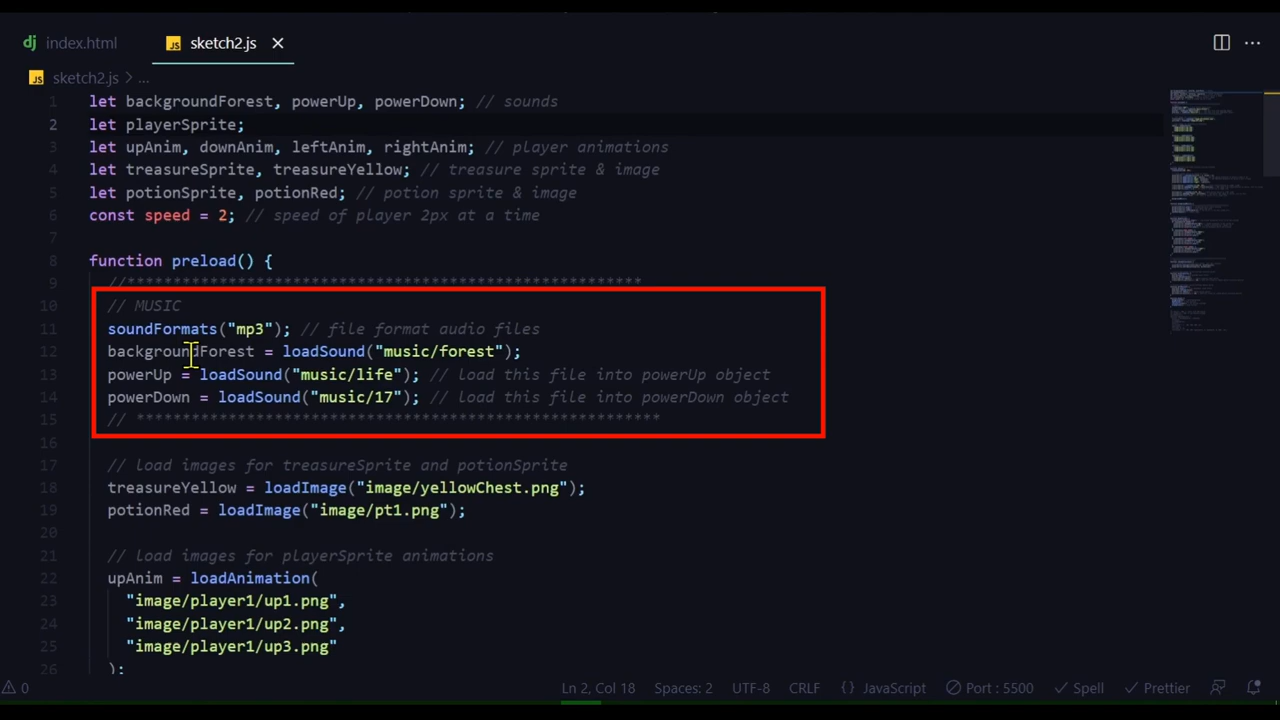 index.html
sketch2.js
sketch2.js > ...
1 let backgroundForest, powerUp, powerDown; // sounds
2 let playerSprite;
3 let upAnim, downAnim, leftAnim, rightAnim; // player animations
4 let treasureSprite, treasureYellow; // treasure sprite & image
5 let potionSprite, potionRed; // potion sprite & image
6 const speed = 2; // speed of player 2px at a time
7
8 function preload() {
9 //********************************************************
10 // MUSIC
11 soundFormats("mp3"); // file format audio files
12 backgroundForest = loadSound("music/forest");
13 powerUp = loadSound("music/life"); // load this file into powerUp object
14 powerDown = loadSound("music/17"); // load this file into powerDown object
15 // *********************************************************
16
17 // load images for treasureSprite and potionSprite
18 treasureYellow = loadImage("image/yellowChest.png");
19 potionRed = loadImage("image/pt1.png");
20
21 // load images for playerSprite animations
22 upAnim = loadAnimation(
23 "image/player1/up1.png",
24 "image/player1/up2.png",
25 "image/player1/up3.png"
26 );
0 Ln 2, Col 18 Spaces: 2 UTF-8 CRLF {} JavaScript Port : 5500 Spell Prettier